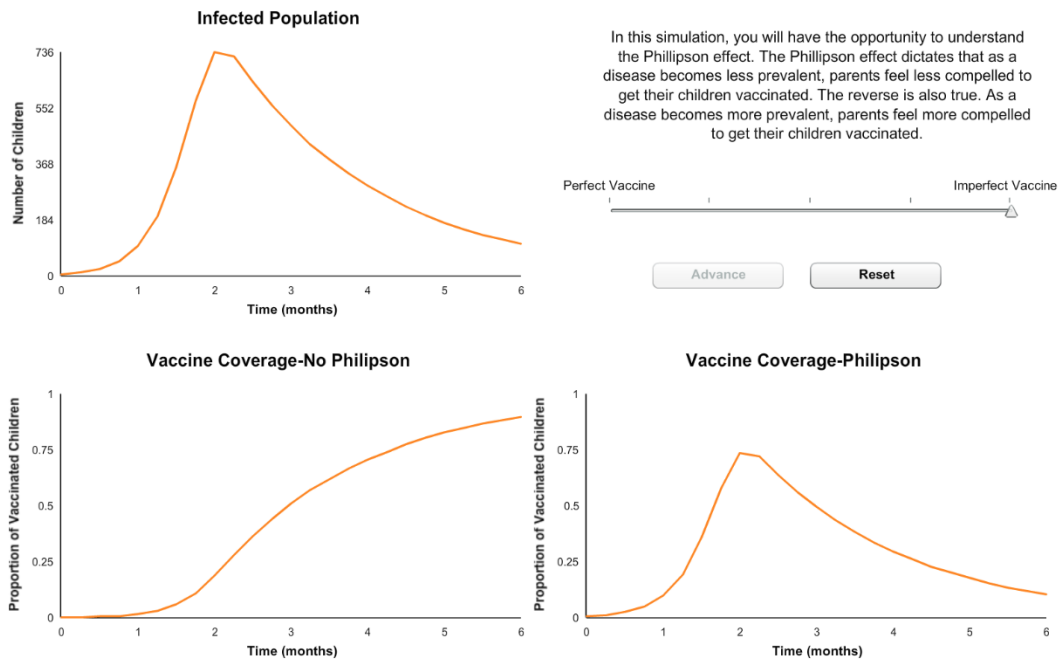 Infected Population
736
552
368
184
0
Number of Children
0 1 2 3 4 5 6
Time (months)
In this simulation, you will have the opportunity to understand
the Phillipson effect. The Phillipson effect dictates that as a
disease becomes less prevalent, parents feel less compelled to
get their children vaccinated. The reverse is also true. As a
disease becomes more prevalent, parents feel more compelled
to get their children vaccinated.
Perfect Vaccine Imperfect Vaccine
Advance Reset
Vaccine Coverage-No Philipson
1
0.75
0.5
0.25
0
Proportion of Vaccinated Children
0 1 2 3 4 5 6
Time (months)
Vaccine Coverage-Philipson
1
0.75
0.5
0.25
0
Proportion of Vaccinated Children
0 1 2 3 4 5 6
Time (months)